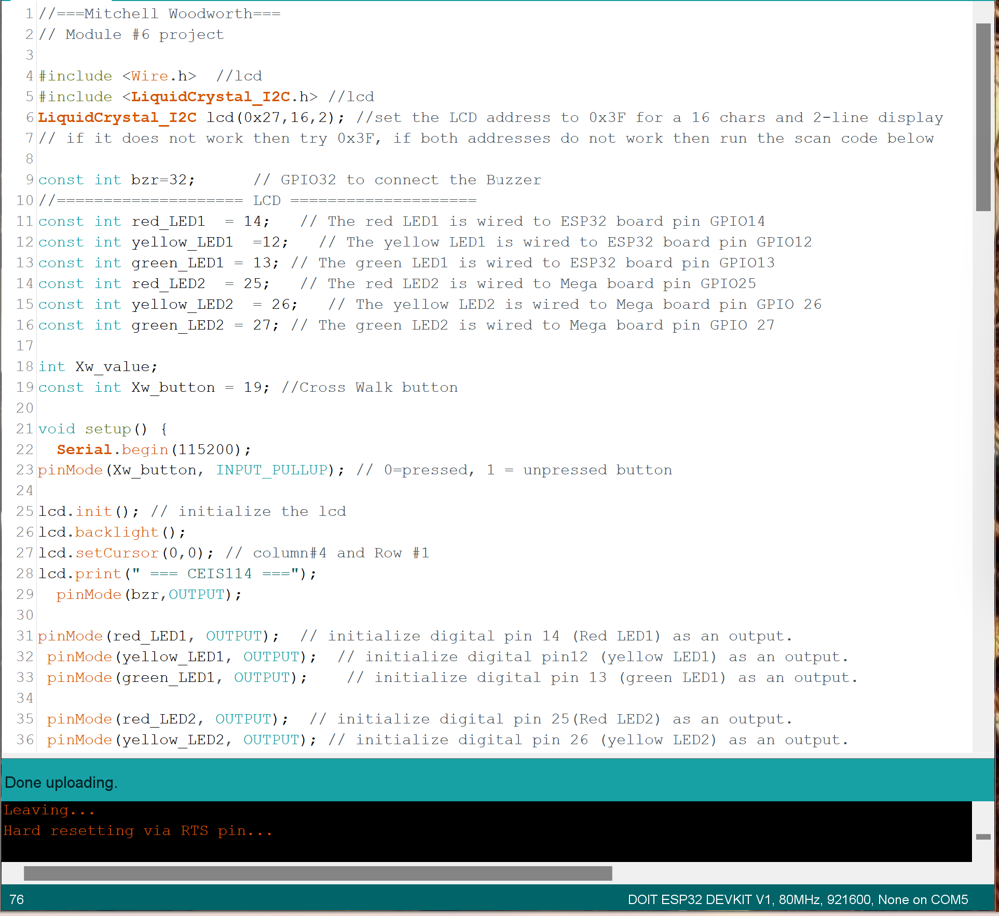 1 //===Mitchell Woodworth===
2 // Module #6 project
3
4 #include <Wire.h>  //lcd
5 #include <LiquidCrystal_I2C.h> //lcd
6 LiquidCrystal_I2C lcd(0x27,16,2); //set the LCD address to 0x3F for a 16 chars and 2-line display
7 // if it does not work then try 0x3F, if both addresses do not work then run the scan code below
8
9 const int bzr=32;      // GPIO32 to connect the Buzzer
10 //==================== LCD ====================
11 const int red_LED1  = 14;   // The red LED1 is wired to ESP32 board pin GPIO14
12 const int yellow_LED1  =12;   // The yellow LED1 is wired to ESP32 board pin GPIO12
13 const int green_LED1 = 13; // The green LED1 is wired to ESP32 board pin GPIO13
14 const int red_LED2  = 25;   // The red LED2 is wired to Mega board pin GPIO25
15 const int yellow_LED2  = 26;   // The yellow LED2 is wired to Mega board pin GPIO 26
16 const int green_LED2 = 27; // The green LED2 is wired to Mega board pin GPIO 27
17
18 int Xw_value;
19 const int Xw_button = 19; //Cross Walk button
20
21 void setup() {
22   Serial.begin(115200);
23 pinMode(Xw_button, INPUT_PULLUP); // 0=pressed, 1 = unpressed button
24
25 lcd.init(); // initialize the lcd
26 lcd.backlight();
27 lcd.setCursor(0,0); // column#4 and Row #1
28 lcd.print(" === CEIS114 ===");
29   pinMode(bzr,OUTPUT);
30
31 pinMode(red_LED1, OUTPUT);  // initialize digital pin 14 (Red LED1) as an output.
32  pinMode(yellow_LED1, OUTPUT);  // initialize digital pin12 (yellow LED1) as an output.
33  pinMode(green_LED1, OUTPUT);    // initialize digital pin 13 (green LED1) as an output.
34
35  pinMode(red_LED2, OUTPUT);  // initialize digital pin 25(Red LED2) as an output.
36  pinMode(yellow_LED2, OUTPUT); // initialize digital pin 26 (yellow LED2) as an output.
Done uploading.
Leaving...
Hard resetting via RTS pin...
76 DOIT ESP32 DEVKIT V1, 80MHz, 921600, None on COM5